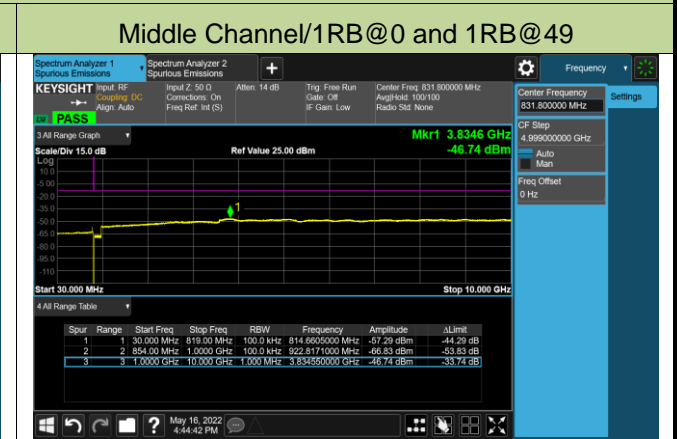 Middle Channel/1RB@0 and 1RB@49
Spectrum Analyzer 1
Spurious Emissions
Spectrum Analyzer 2
Spurious Emissions
+
Frequency
KEYSIGHT
Input: RF
Coupling: DC
Align: Auto
Input Z: 50 Ω
Corrections: On
Freq Ref: Int (S)
Atten: 14 dB
Trig: Free Run
Gate: Off
IF Gain: Low
Center Freq: 831.800000 MHz
Avg|Hold: 100/100
Radio Std: None
PASS
Center Frequency
831.800000 MHz
Settings
CF Step
4.999000000 GHz
Auto
Man
Freq Offset
0 Hz
3 All Range Graph
Mkr1 3.8346 GHz
Scale/Div 15.0 dB
Ref Value 25.00 dBm
-46.74 dBm
Log
10.0
-5.00
-20.0
-35.0
-50.0
-65.0
-80.0
-95.0
-110
1
Start 30.000 MHz
Stop 10.000 GHz
4 All Range Table
Spur Range Start Freq Stop Freq RBW Frequency Amplitude ΔLimit
1 1 30.000 MHz 819.00 MHz 100.0 kHz 814.6605000 MHz -57.29 dBm -44.29 dB
2 2 854.00 MHz 1.0000 GHz 100.0 kHz 922.8171000 MHz -66.83 dBm -53.83 dB
3 3 1.0000 GHz 10.000 GHz 1.000 MHz 3.834550000 GHz -46.74 dBm -33.74 dB
?
May 16, 2022
4:44:42 PM